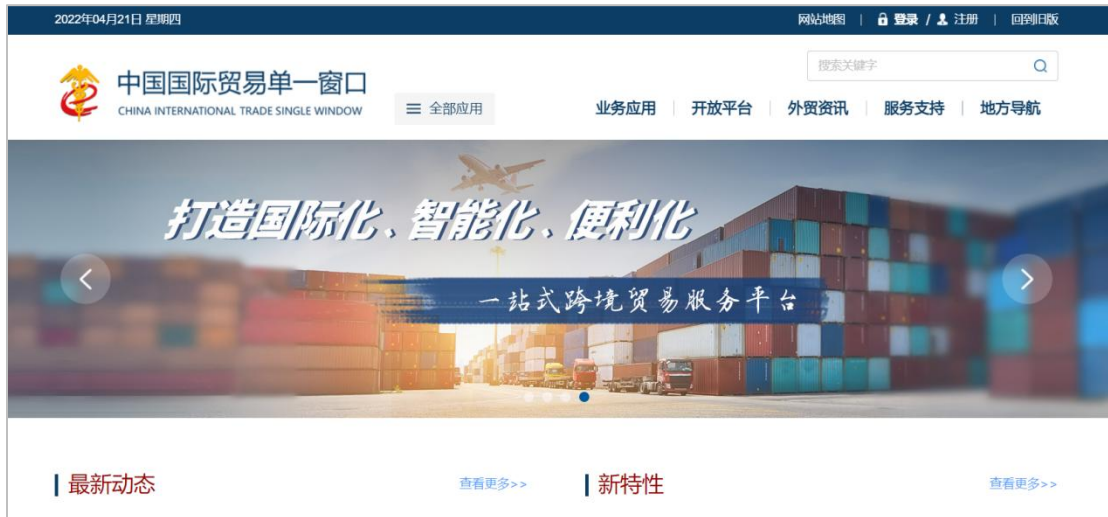 2022年04月21日 星期四
网站地图 | 登录 / 注册 | 回到旧版
搜索关键字
中国国际贸易单一窗口
CHINA INTERNATIONAL TRADE SINGLE WINDOW
全部应用
业务应用 | 开放平台 | 外贸资讯 | 服务支持 | 地方导航
打造国际化、智能化、便利化
一站式跨境贸易服务平台
最新动态 查看更多>>
新特性 查看更多>>